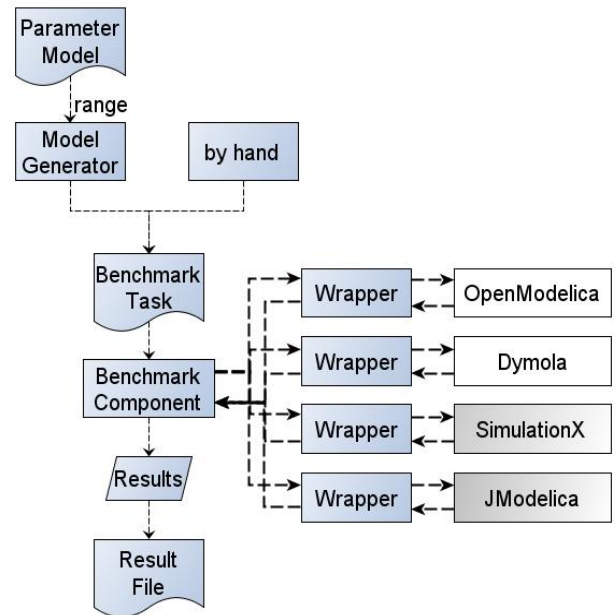 Parameter
Model
range
Model
Generator
by hand
Benchmark
Task
Benchmark
Component
Results
Result
File
Wrapper
OpenModelica
Wrapper
Dymola
Wrapper
SimulationX
Wrapper
JModelica